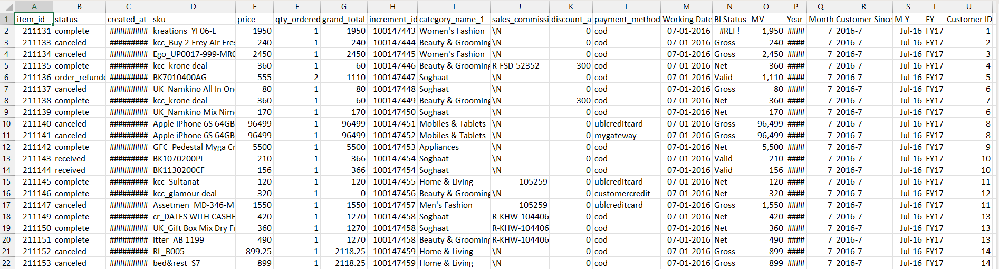 A B C D E F G H I J K L M N O P Q R S T U
1 item_id status created_at sku price qty_ordered grand_total increment_id category_name_1 sales_commissi discount_a payment_method Working Date BI Status MV Year Month Customer Since M-Y FY Customer ID
2 211131 complete ######### kreations_YI 06-L 1950 1 1950 100147443 Women's Fashion \N 0 cod 07-01-2016 #REF! 1,950 #### 7 2016-7 Jul-16 FY17 1
3 211133 canceled ######### kcc_Buy 2 Frey Air Fres 240 1 240 100147444 Beauty & Grooming \N 0 cod 07-01-2016 Gross 240 #### 7 2016-7 Jul-16 FY17 2
4 211134 canceled ######### Ego_UP0017-999-MR0 2450 1 2450 100147445 Women's Fashion \N 0 cod 07-01-2016 Gross 2,450 #### 7 2016-7 Jul-16 FY17 3
5 211135 complete ######### kcc_krone deal 360 1 60 100147446 Beauty & Grooming R-FSD-52352 300 cod 07-01-2016 Net 360 #### 7 2016-7 Jul-16 FY17 4
6 211136 order_refunde ######### BK7010400AG 555 2 1110 100147447 Soghaat \N 0 cod 07-01-2016 Valid 1,110 #### 7 2016-7 Jul-16 FY17 5
7 211137 canceled ######### UK_Namkino All In One 80 1 80 100147448 Soghaat \N 0 cod 07-01-2016 Gross 80 #### 7 2016-7 Jul-16 FY17 6
8 211138 complete ######### kcc_krone deal 360 1 60 100147449 Beauty & Grooming \N 300 cod 07-01-2016 Net 360 #### 7 2016-7 Jul-16 FY17 7
9 211139 complete ######### UK_Namkino Mix Nim 170 1 170 100147450 Soghaat \N 0 cod 07-01-2016 Net 170 #### 7 2016-7 Jul-16 FY17 6
10 211140 canceled ######### Apple iPhone 6S 64GB 96499 1 96499 100147451 Mobiles & Tablets \N 0 ublcreditcard 07-01-2016 Gross 96,499 #### 7 2016-7 Jul-16 FY17 8
11 211141 canceled ######### Apple iPhone 6S 64GB 96499 1 96499 100147452 Mobiles & Tablets \N 0 mygateway 07-01-2016 Gross 96,499 #### 7 2016-7 Jul-16 FY17 8
12 211142 complete ######### GFC_Pedestal Myga Cr 5500 1 5500 100147453 Appliances \N 0 cod 07-01-2016 Net 5,500 #### 7 2016-7 Jul-16 FY17 9
13 211143 received ######### BK1070200PL 210 1 366 100147454 Soghaat \N 0 cod 07-01-2016 Valid 210 #### 7 2016-7 Jul-16 FY17 10
14 211144 received ######### BK1130200CF 156 1 366 100147454 Soghaat \N 0 cod 07-01-2016 Valid 156 #### 7 2016-7 Jul-16 FY17 10
15 211145 complete ######### kcc_Sultanat 120 1 120 100147455 Home & Living 105259 0 ublcreditcard 07-01-2016 Net 120 #### 7 2016-7 Jul-16 FY17 11
16 211146 complete ######### kcc_glamour deal 320 1 0 100147456 Beauty & Grooming \N 0 customercredit 07-01-2016 Net 320 #### 7 2016-7 Jul-16 FY17 12
17 211147 canceled ######### Assetmen_MD-346-M 1550 1 1550 100147457 Men's Fashion 105259 0 ublcreditcard 07-01-2016 Gross 1,550 #### 7 2016-7 Jul-16 FY17 11
18 211149 complete ######### cr_DATES WITH CASHE 420 1 1270 100147458 Soghaat R-KHW-104406 0 cod 07-01-2016 Net 420 #### 7 2016-7 Jul-16 FY17 13
19 211150 complete ######### UK_Gift Box Mix Dry Fr 360 1 1270 100147458 Soghaat R-KHW-104406 0 cod 07-01-2016 Net 360 #### 7 2016-7 Jul-16 FY17 13
20 211151 complete ######### itter_AB 1199 490 1 1270 100147458 Beauty & Grooming R-KHW-104406 0 cod 07-01-2016 Net 490 #### 7 2016-7 Jul-16 FY17 13
21 211152 canceled ######### RL_B005 899.25 1 2118.25 100147459 Home & Living \N 0 cod 07-01-2016 Gross 899 #### 7 2016-7 Jul-16 FY17 14
22 211153 canceled ######### bed&rest_S7 899 1 2118.25 100147459 Home & Living \N 0 cod 07-01-2016 Gross 899 #### 7 2016-7 Jul-16 FY17 14